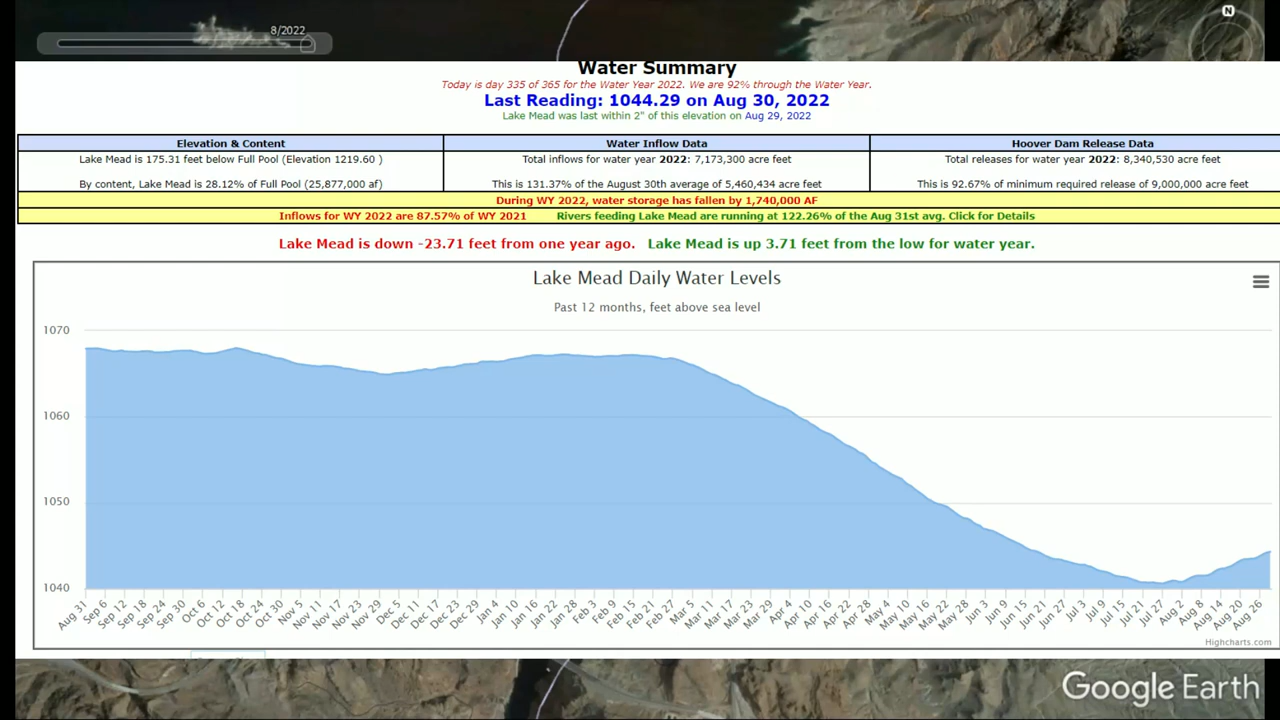 8/2022
N
Water Summary
Today is day 335 of 365 for the Water Year 2022. We are 92% through the Water Year.
Last Reading: 1044.29 on Aug 30, 2022
Lake Mead was last within 2" of this elevation on Aug 29, 2022
Elevation & Content
Water Inflow Data
Hoover Dam Release Data
Lake Mead is 175.31 feet below Full Pool (Elevation 1219.60 )
Total inflows for water year 2022: 7,173,300 acre feet
Total releases for water year 2022: 8,340,530 acre feet
By content, Lake Mead is 28.12% of Full Pool (25,877,000 af)
This is 131.37% of the August 30th average of 5,460,434 acre feet
This is 92.67% of minimum required release of 9,000,000 acre feet
During WY 2022, water storage has fallen by 1,740,000 AF
Inflows for WY 2022 are 87.57% of WY 2021 Rivers feeding Lake Mead are running at 122.26% of the Aug 31st avg. Click for Details
Lake Mead is down -23.71 feet from one year ago. Lake Mead is up 3.71 feet from the low for water year.
Lake Mead Daily Water Levels
Past 12 months, feet above sea level
1070
1060
1050
1040
Aug 31 Sep 6 Sep 12 Sep 18 Sep 24 Sep 30 Oct 6 Oct 12 Oct 18 Oct 24 Oct 30 Nov 5 Nov 11 Nov 17 Nov 23 Nov 29 Dec 5 Dec 11 Dec 17 Dec 23 Dec 29 Jan 4 Jan 10 Jan 16 Jan 22 Jan 28 Feb 3 Feb 9 Feb 15 Feb 21 Feb 27 Mar 5 Mar 11 Mar 17 Mar 23 Mar 29 Apr 4 Apr 10 Apr 16 Apr 22 Apr 28 May 4 May 10 May 16 May 22 May 28 Jun 3 Jun 9 Jun 15 Jun 21 Jun 27 Jul 3 Jul 9 Jul 15 Jul 21 Jul 27 Aug 2 Aug 8 Aug 14 Aug 20 Aug 26
Highcharts.com
Google Earth